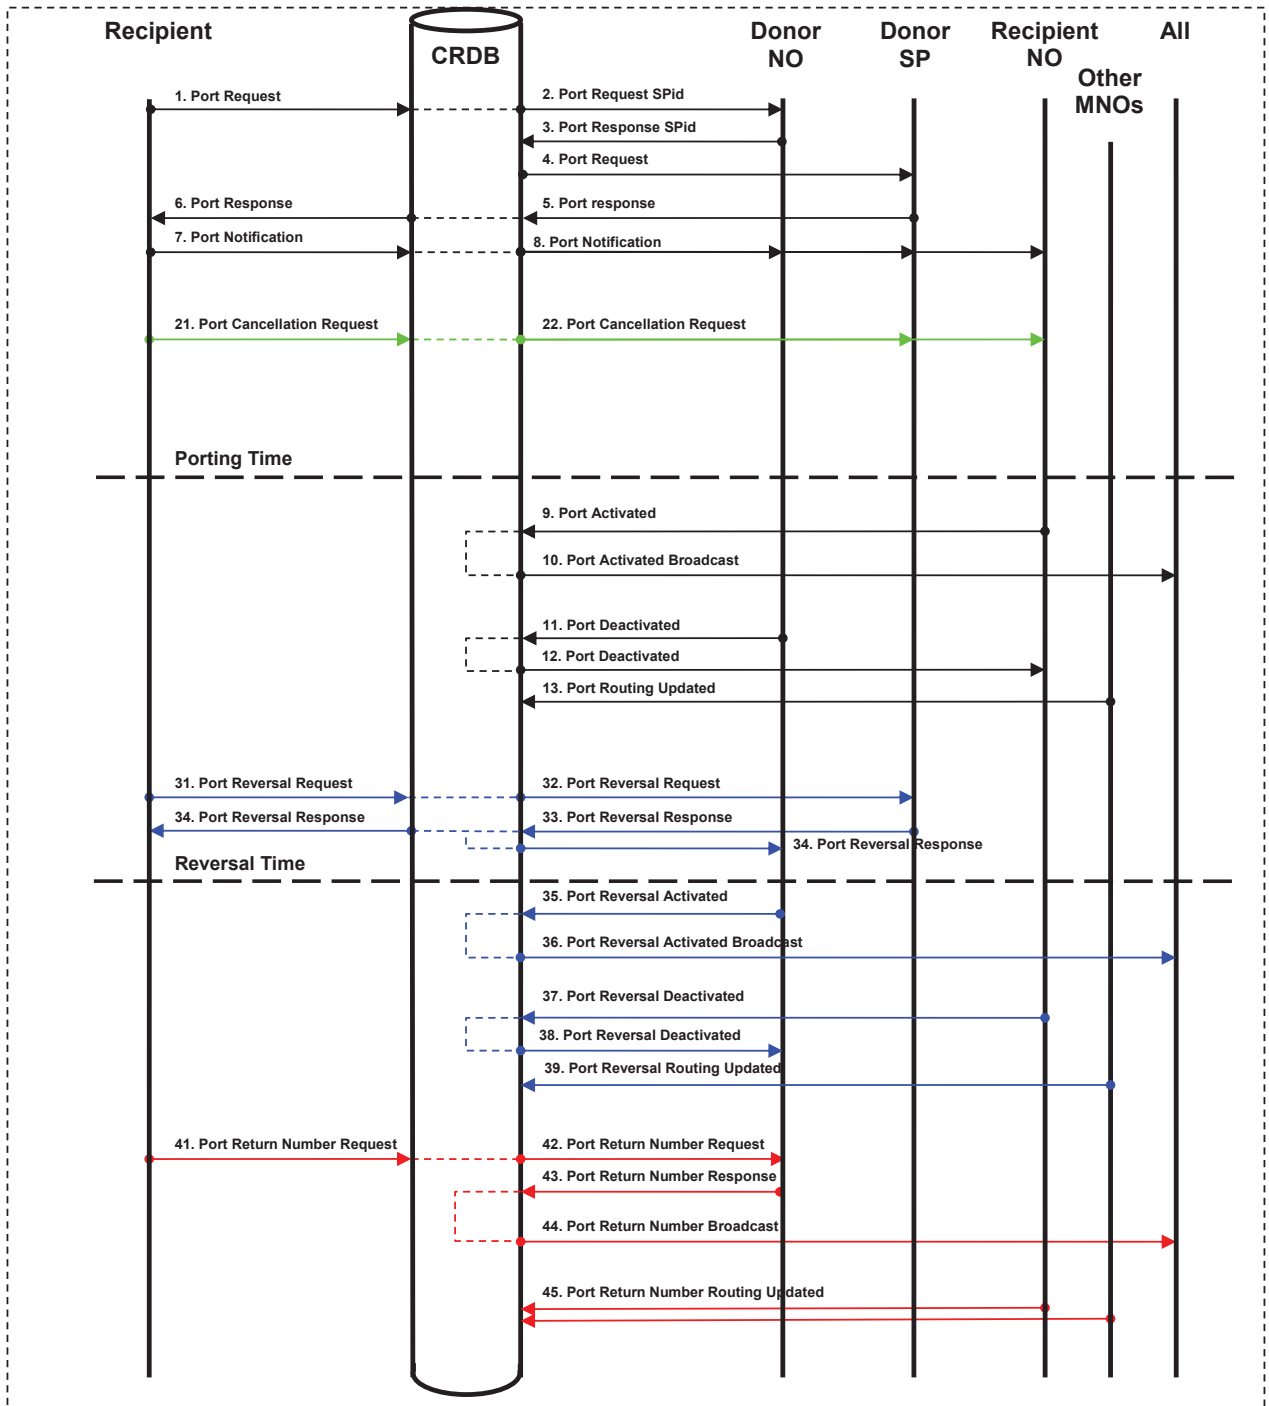 Recipient
CRDB
Donor
NO
Donor
SP
Recipient
NO
All
Other
MNOs
1. Port Request
2. Port Request SPid
3. Port Response SPid
4. Port Request
6. Port Response
5. Port response
7. Port Notification
8. Port Notification
21. Port Cancellation Request
22. Port Cancellation Request
Porting Time
9. Port Activated
10. Port Activated Broadcast
11. Port Deactivated
12. Port Deactivated
13. Port Routing Updated
31. Port Reversal Request
32. Port Reversal Request
34. Port Reversal Response
33. Port Reversal Response
34. Port Reversal Response
Reversal Time
35. Port Reversal Activated
36. Port Reversal Activated Broadcast
37. Port Reversal Deactivated
38. Port Reversal Deactivated
39. Port Reversal Routing Updated
41. Port Return Number Request
42. Port Return Number Request
43. Port Return Number Response
44. Port Return Number Broadcast
45. Port Return Number Routing Updated